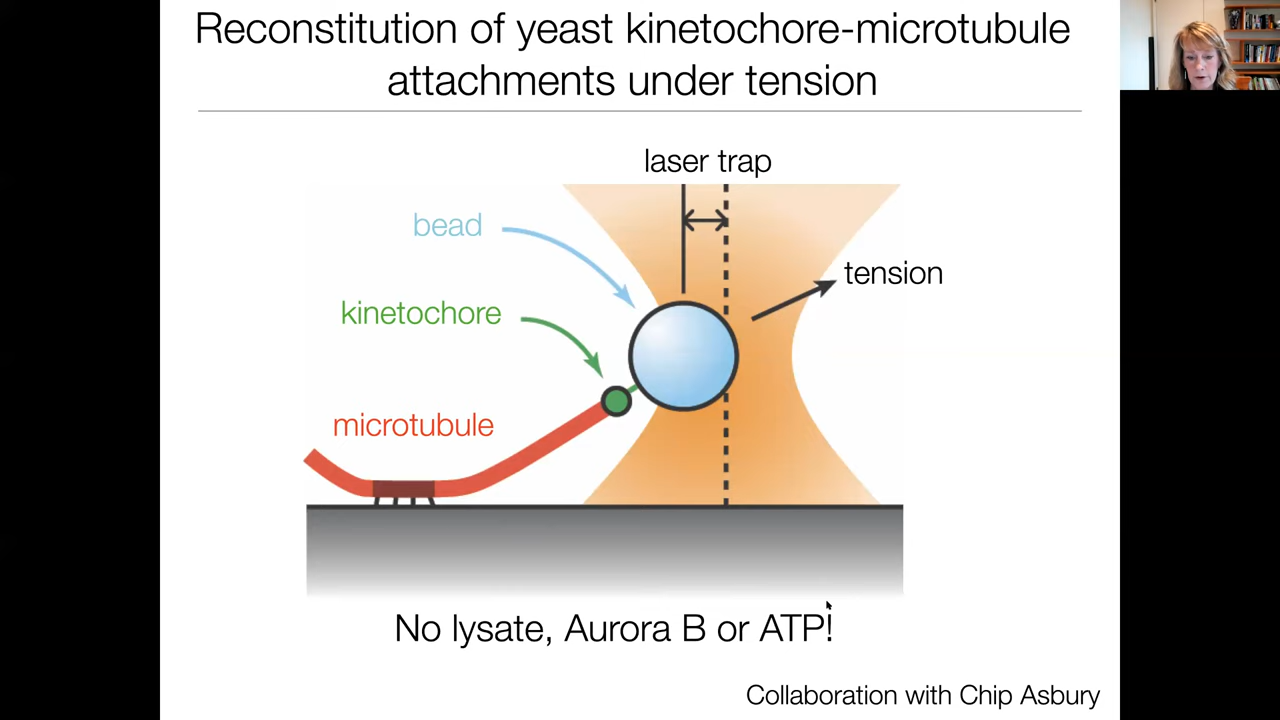 Reconstitution of yeast kinetochore-microtubule
attachments under tension
laser trap
bead
tension
kinetochore
microtubule
No lysate, Aurora B or ATP!
Collaboration with Chip Asbury